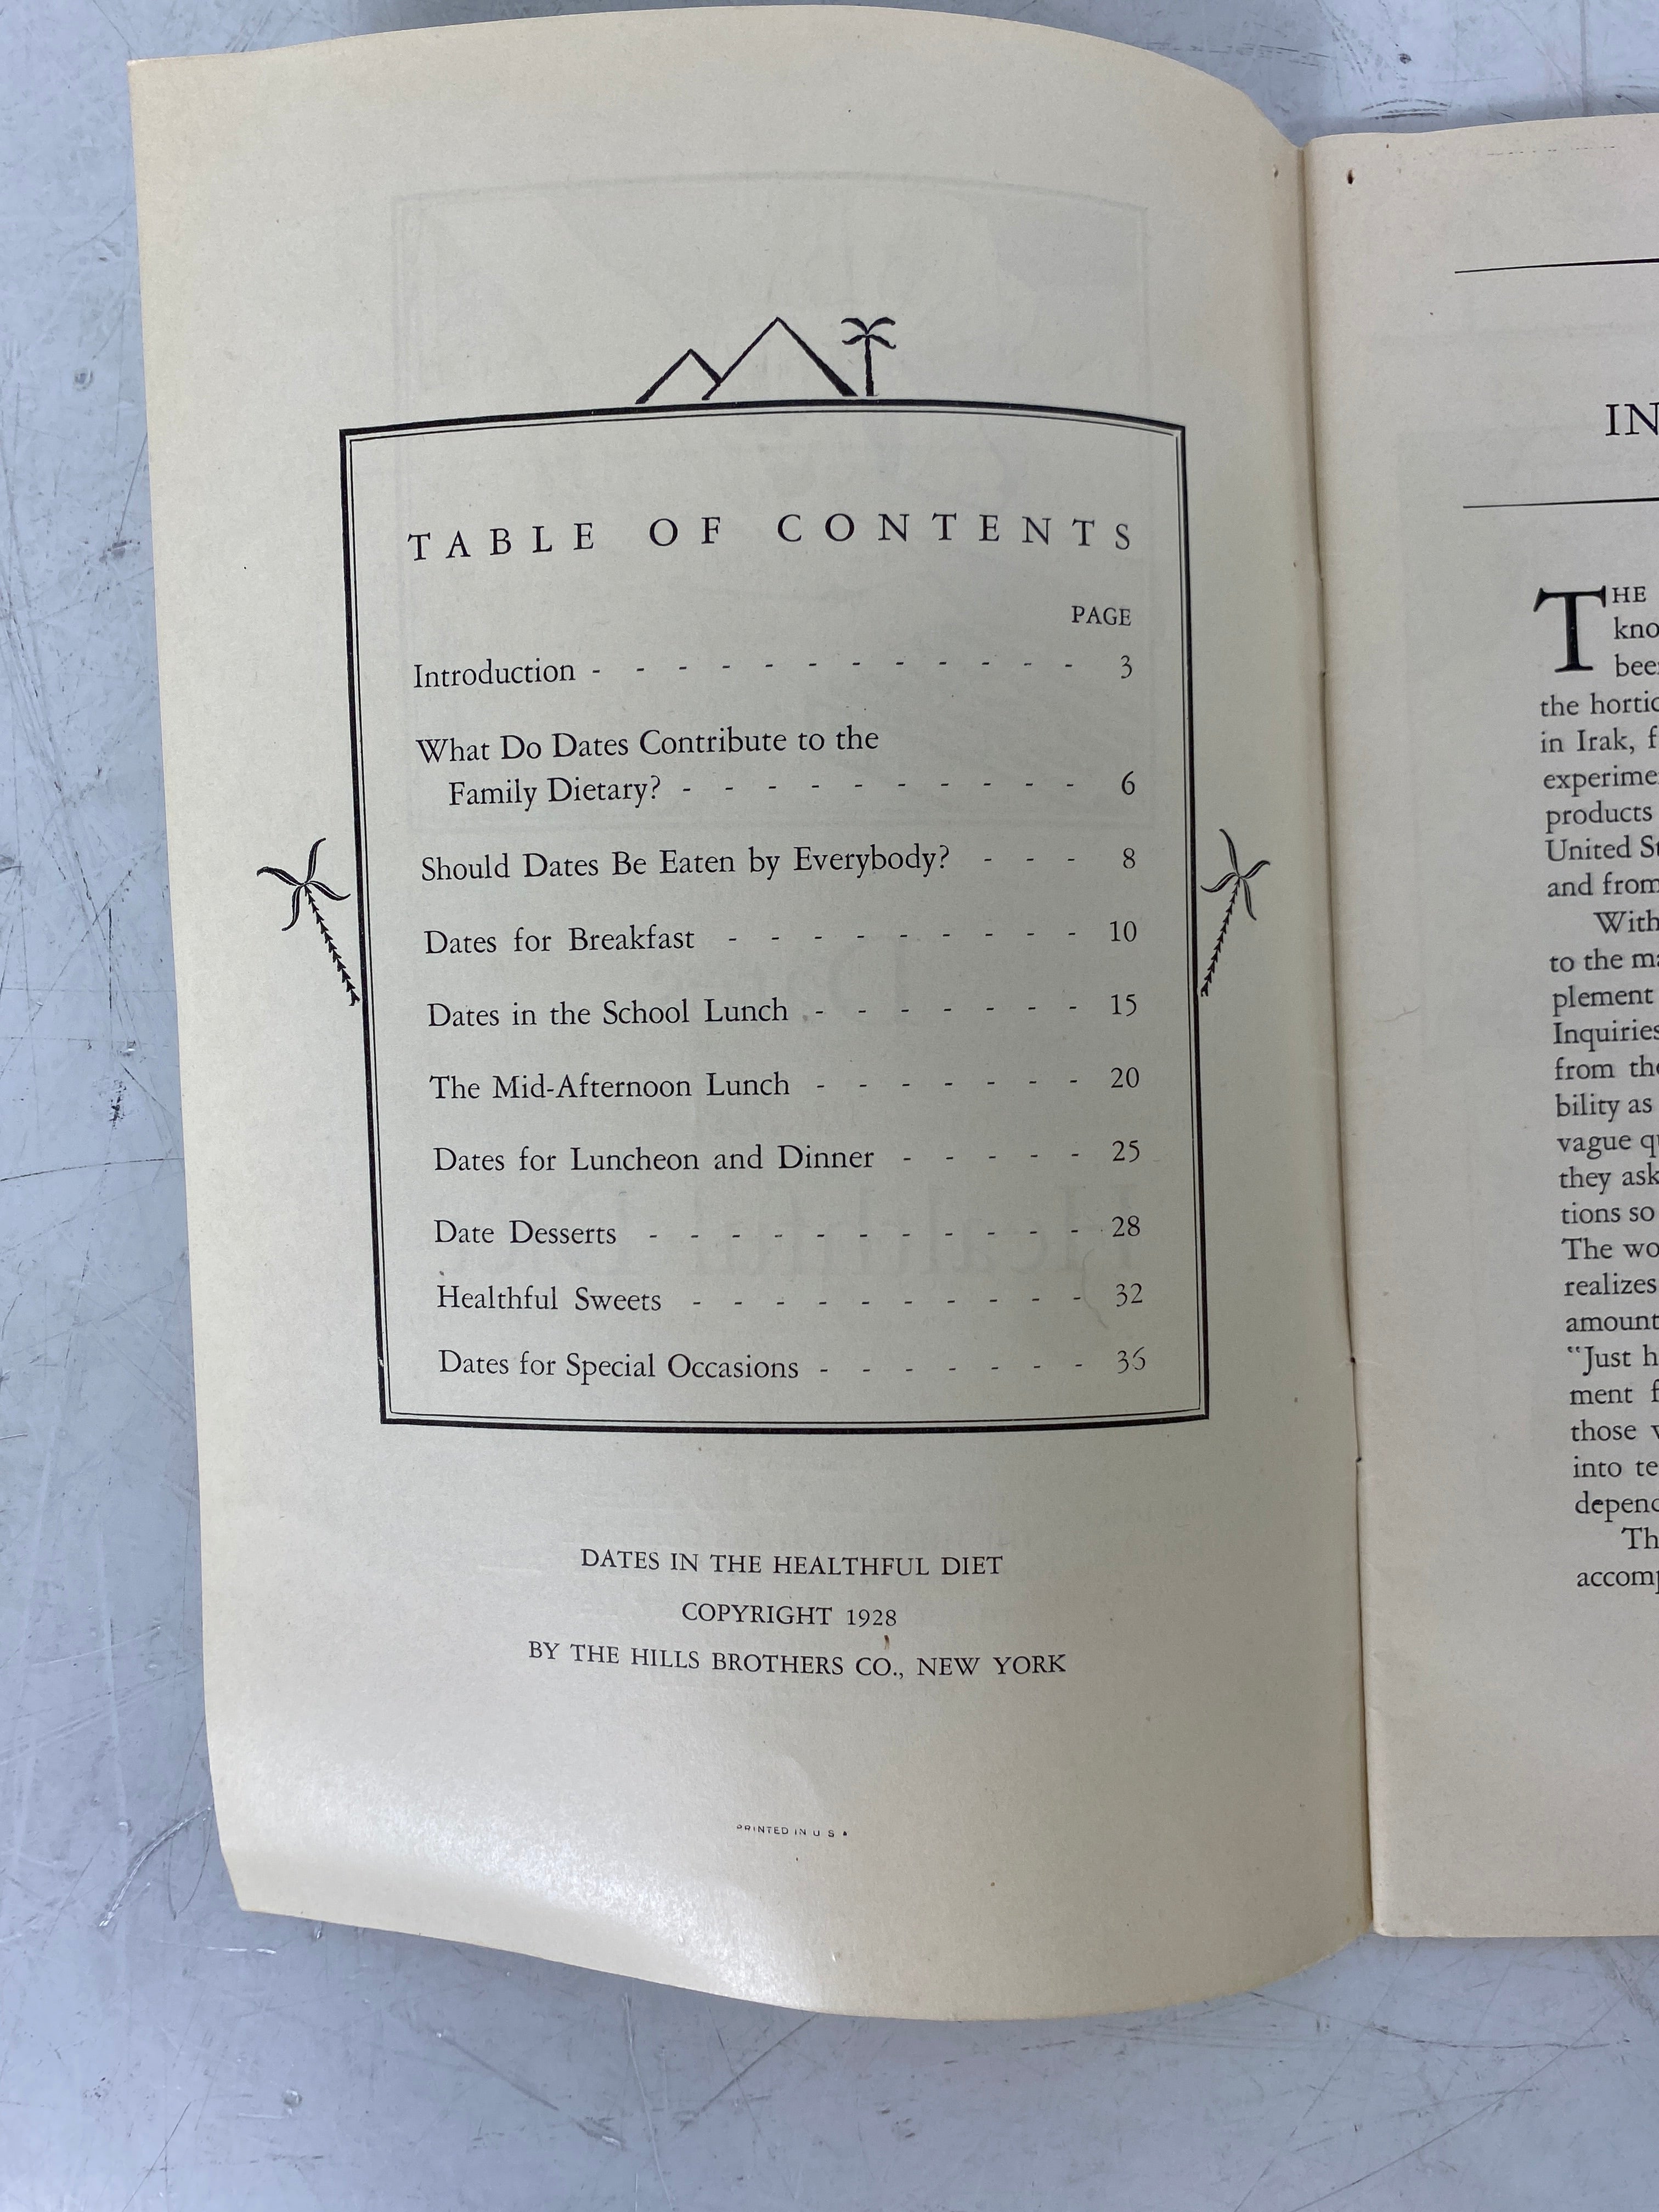 TABLE OF CONTENTS
PAGE
Introduction - - - - - - - - - - - - 3
What Do Dates Contribute to the
Family Dietary? - - - - - - - - - - 6
Should Dates Be Eaten by Everybody? - - - 8
Dates for Breakfast - - - - - - - - - 10
Dates in the School Lunch - - - - - - - 15
The Mid-Afternoon Lunch - - - - - - - 20
Dates for Luncheon and Dinner - - - - - 25
Date Desserts - - - - - - - - - - - 28
Healthful Sweets - - - - - - - - - - 32
Dates for Special Occasions - - - - - - -
DATES IN THE HEALTHFUL DIET
COPYRIGHT 1928
BY THE HILLS BROTHERS CO., NEW YORK
PRINTED IN U S A
IN
THE
kno
bee
the hortic
in Irak, f
experime
products
United St
and from
With
to the ma
plement
Inquiries
from the
bility as
vague qu
they ask
tions so
The wo
realizes
amount
"Just h
ment f
those w
into te
depend
Th
accomp